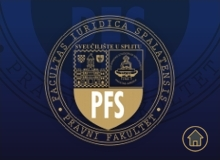 FACULTAS IURIDICA SPALATENSIS
SVEUČILIŠTE U SPLITU
PFS
PRAVNI FAKULTET